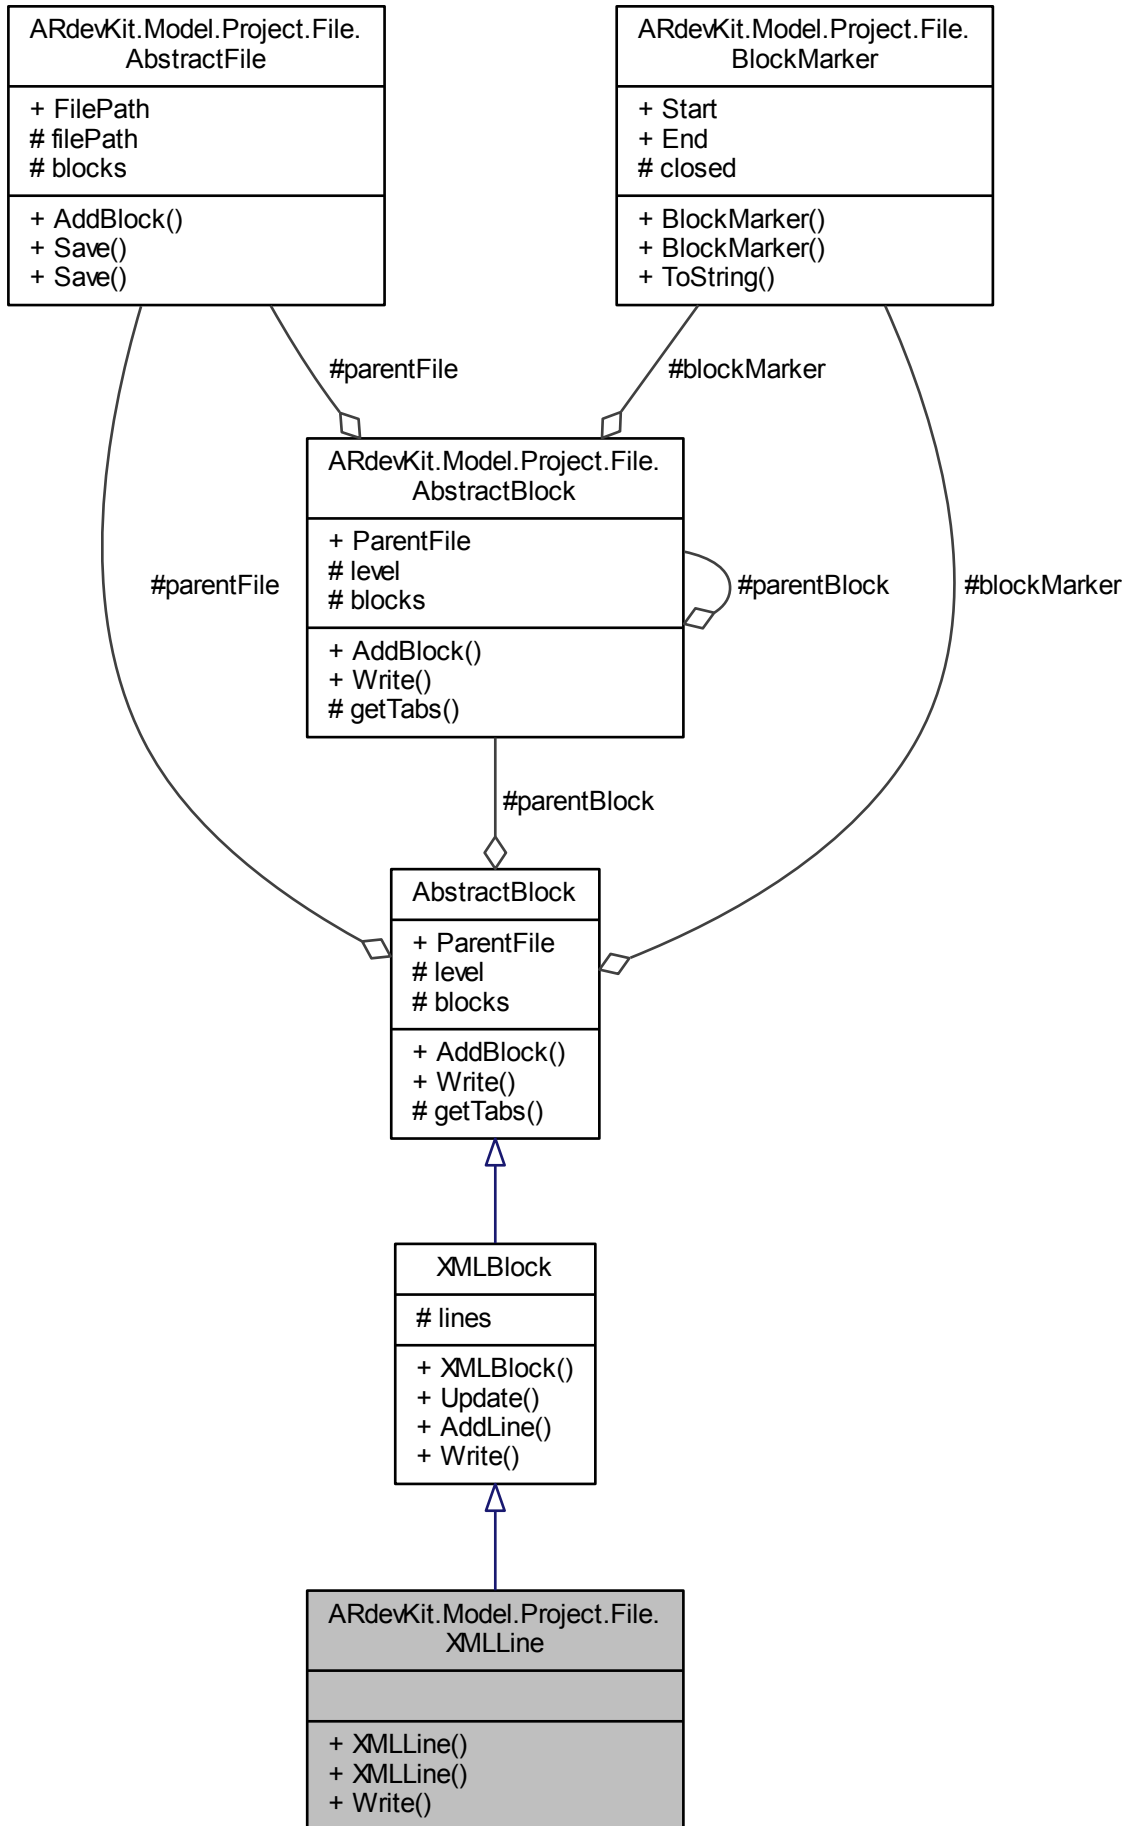 ARdevKit.Model.Project.File.
AbstractFile
+ FilePath
# filePath
# blocks
+ AddBlock()
+ Save()
+ Save()
ARdevKit.Model.Project.File.
BlockMarker
+ Start
+ End
# closed
+ BlockMarker()
+ BlockMarker()
+ ToString()
#parentFile
#blockMarker
ARdevKit.Model.Project.File.
AbstractBlock
+ ParentFile
# level
# blocks
+ AddBlock()
+ Write()
# getTabs()
#parentFile
#parentBlock
#blockMarker
#parentBlock
AbstractBlock
+ ParentFile
# level
# blocks
+ AddBlock()
+ Write()
# getTabs()
XMLBlock
# lines
+ XMLBlock()
+ Update()
+ AddLine()
+ Write()
ARdevKit.Model.Project.File.
XMLLine
+ XMLLine()
+ XMLLine()
+ Write()